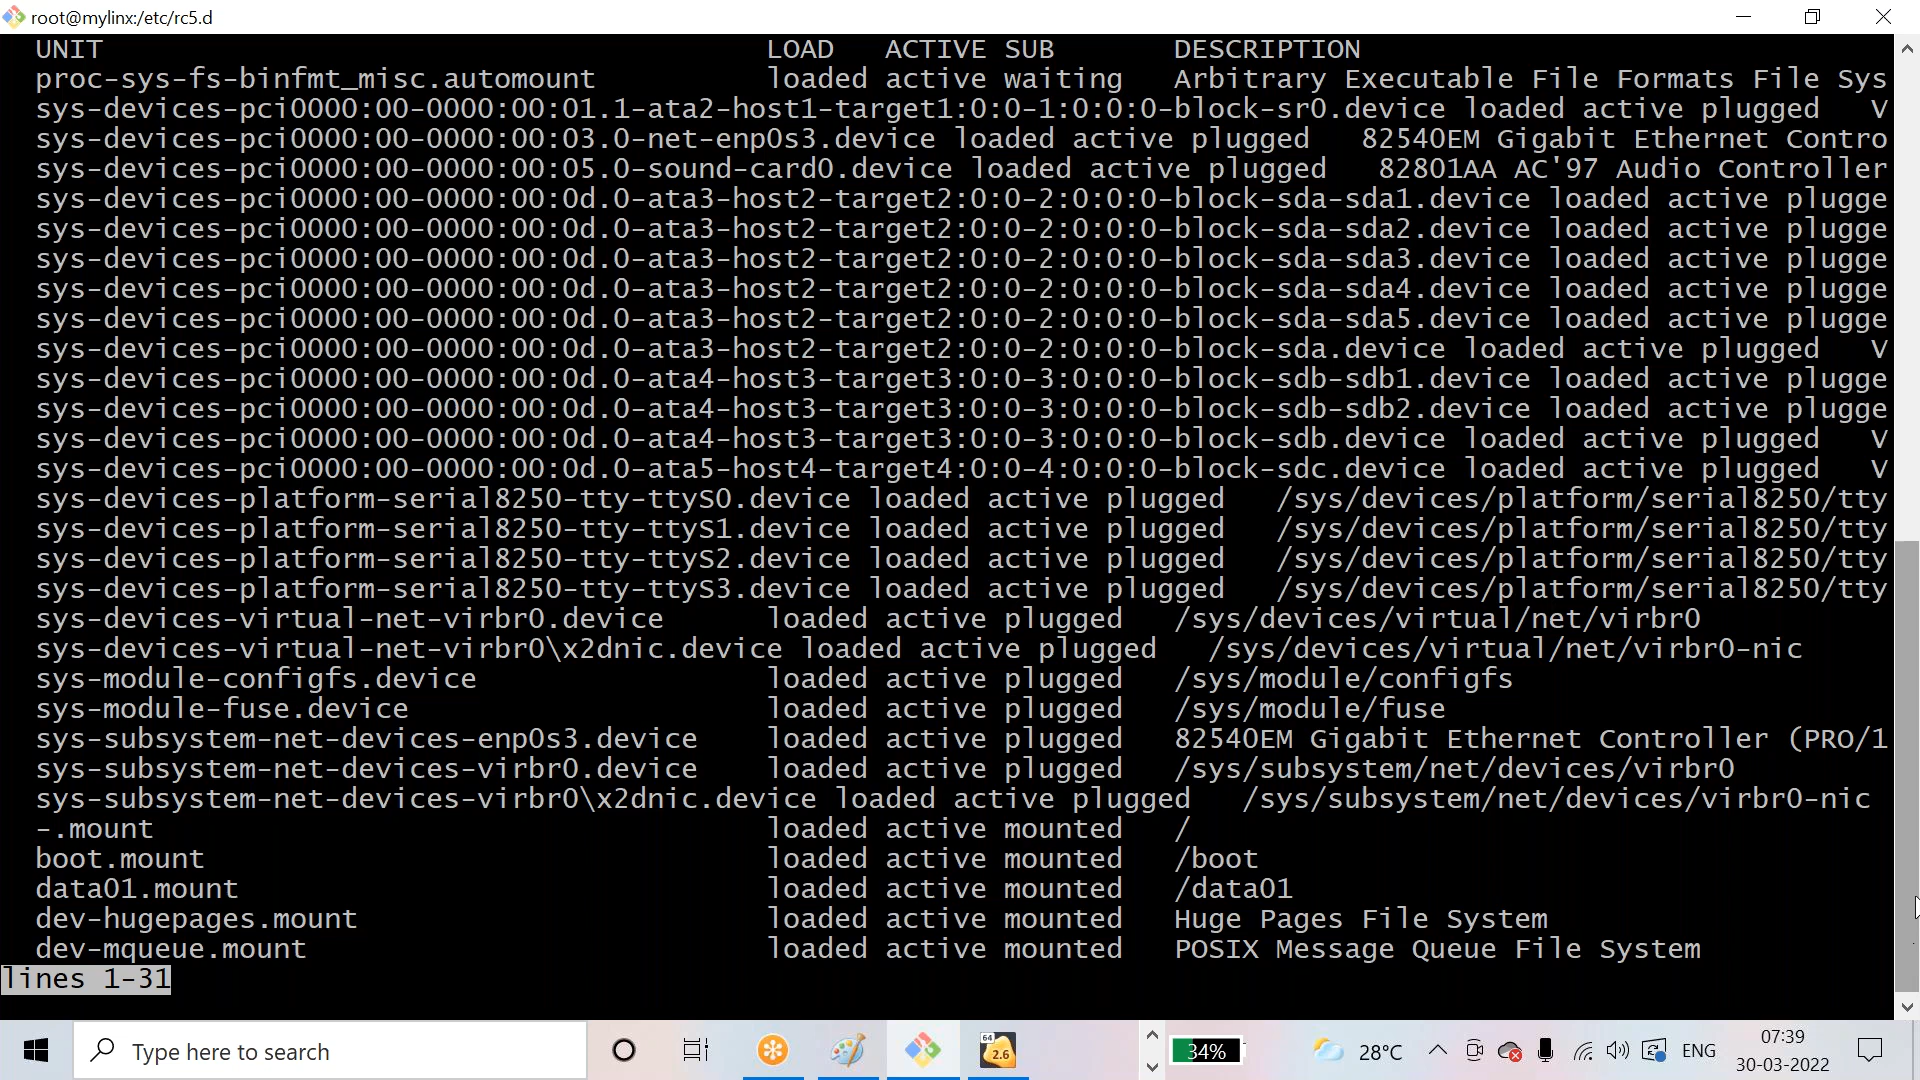 root@mylinx:/etc/rc5.d
UNIT LOAD ACTIVE SUB DESCRIPTION
proc-sys-fs-binfmt_misc.automount loaded active waiting Arbitrary Executable File Formats File Sys
sys-devices-pci0000:00-0000:00:01.1-ata2-host1-target1:0:0-1:0:0:0-block-sr0.device loaded active plugged V
sys-devices-pci0000:00-0000:00:03.0-net-enp0s3.device loaded active plugged 82540EM Gigabit Ethernet Contro
sys-devices-pci0000:00-0000:00:05.0-sound-card0.device loaded active plugged 82801AA AC'97 Audio Controller
sys-devices-pci0000:00-0000:00:0d.0-ata3-host2-target2:0:0-2:0:0:0-block-sda-sda1.device loaded active plugge
sys-devices-pci0000:00-0000:00:0d.0-ata3-host2-target2:0:0-2:0:0:0-block-sda-sda2.device loaded active plugge
sys-devices-pci0000:00-0000:00:0d.0-ata3-host2-target2:0:0-2:0:0:0-block-sda-sda3.device loaded active plugge
sys-devices-pci0000:00-0000:00:0d.0-ata3-host2-target2:0:0-2:0:0:0-block-sda-sda4.device loaded active plugge
sys-devices-pci0000:00-0000:00:0d.0-ata3-host2-target2:0:0-2:0:0:0-block-sda-sda5.device loaded active plugge
sys-devices-pci0000:00-0000:00:0d.0-ata3-host2-target2:0:0-2:0:0:0-block-sda.device loaded active plugged V
sys-devices-pci0000:00-0000:00:0d.0-ata4-host3-target3:0:0-3:0:0:0-block-sdb-sdb1.device loaded active plugge
sys-devices-pci0000:00-0000:00:0d.0-ata4-host3-target3:0:0-3:0:0:0-block-sdb-sdb2.device loaded active plugge
sys-devices-pci0000:00-0000:00:0d.0-ata4-host3-target3:0:0-3:0:0:0-block-sdb.device loaded active plugged V
sys-devices-pci0000:00-0000:00:0d.0-ata5-host4-target4:0:0-4:0:0:0-block-sdc.device loaded active plugged V
sys-devices-platform-serial8250-tty-ttyS0.device loaded active plugged /sys/devices/platform/serial8250/tty
sys-devices-platform-serial8250-tty-ttyS1.device loaded active plugged /sys/devices/platform/serial8250/tty
sys-devices-platform-serial8250-tty-ttyS2.device loaded active plugged /sys/devices/platform/serial8250/tty
sys-devices-platform-serial8250-tty-ttyS3.device loaded active plugged /sys/devices/platform/serial8250/tty
sys-devices-virtual-net-virbr0.device loaded active plugged /sys/devices/virtual/net/virbr0
sys-devices-virtual-net-virbr0\x2dnic.device loaded active plugged /sys/devices/virtual/net/virbr0-nic
sys-module-configfs.device loaded active plugged /sys/module/configfs
sys-module-fuse.device loaded active plugged /sys/module/fuse
sys-subsystem-net-devices-enp0s3.device loaded active plugged 82540EM Gigabit Ethernet Controller (PRO/1
sys-subsystem-net-devices-virbr0.device loaded active plugged /sys/subsystem/net/devices/virbr0
sys-subsystem-net-devices-virbr0\x2dnic.device loaded active plugged /sys/subsystem/net/devices/virbr0-nic
-.mount loaded active mounted /
boot.mount loaded active mounted /boot
data01.mount loaded active mounted /data01
dev-hugepages.mount loaded active mounted Huge Pages File System
dev-mqueue.mount loaded active mounted POSIX Message Queue File System
lines 1-31
Type here to search
64
2.6
34%
28°C
ENG
07:39
30-03-2022